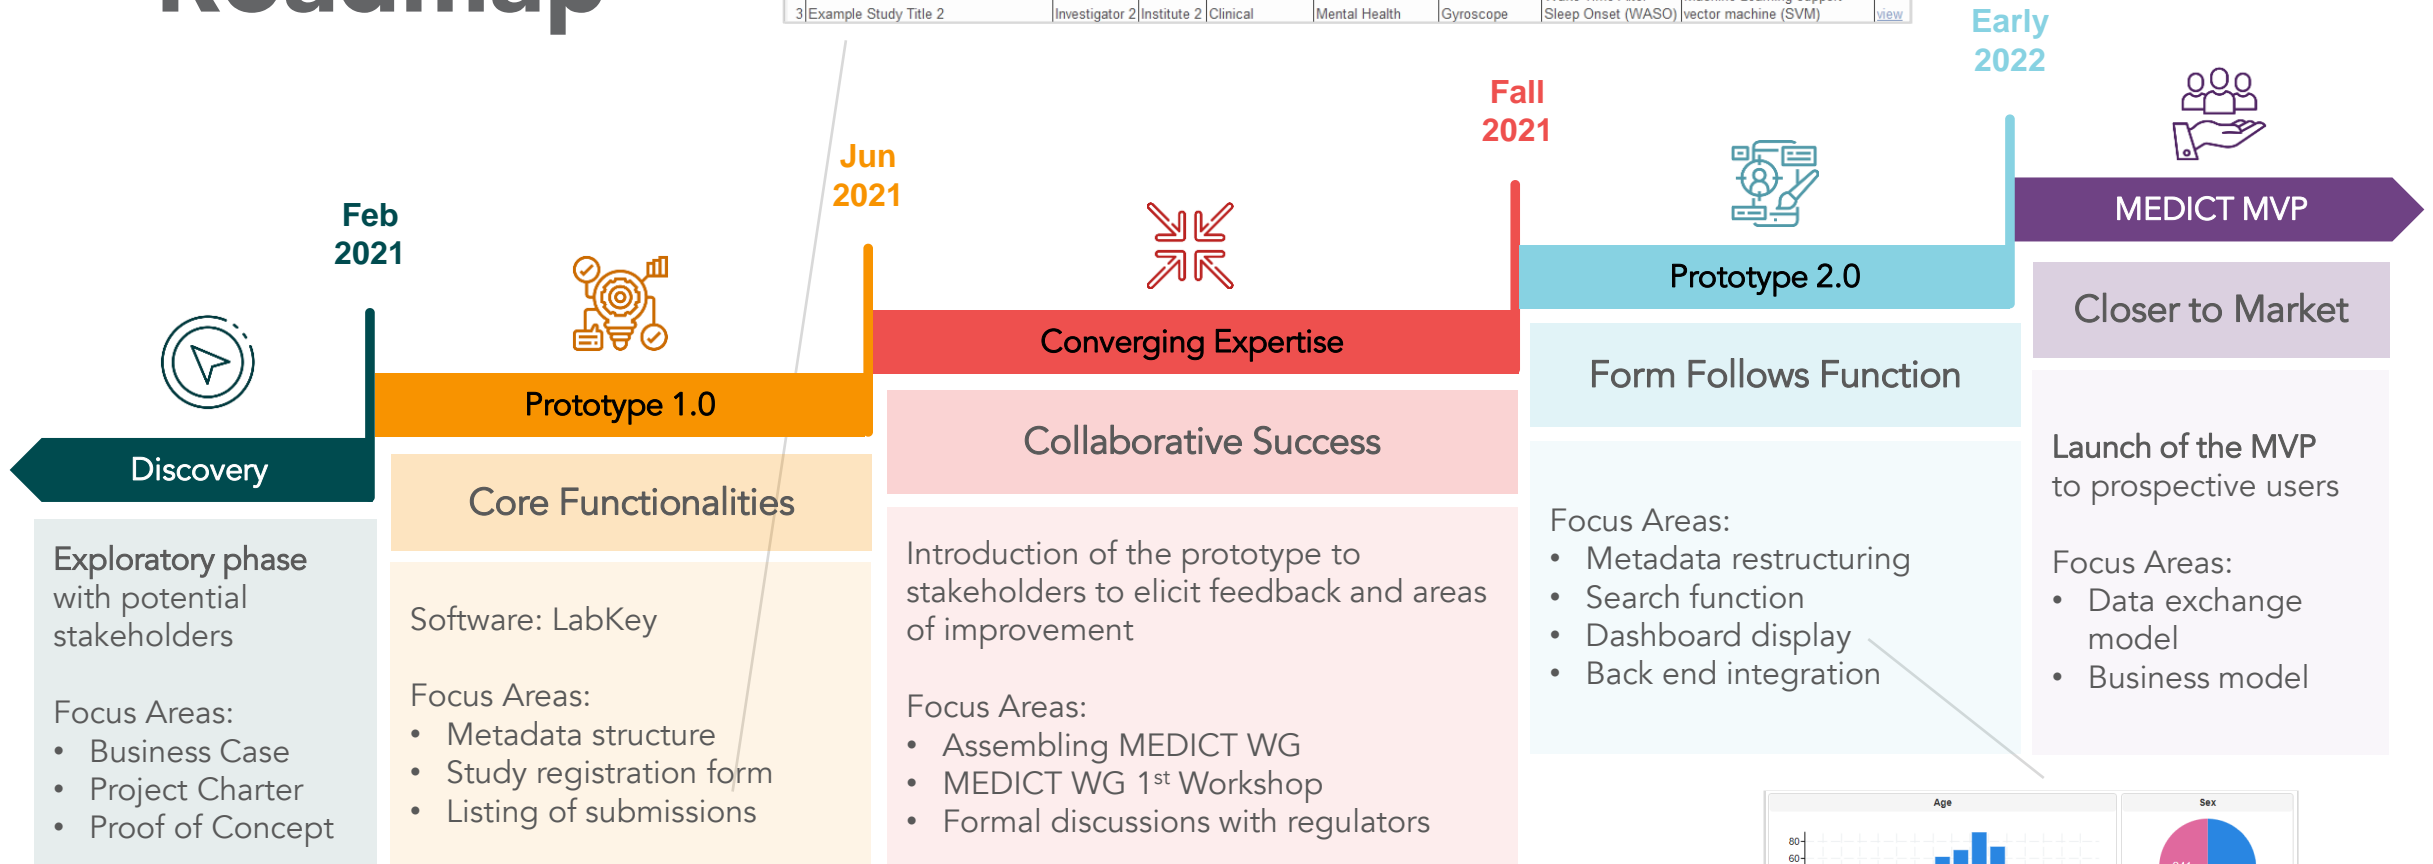 Roadmap
3 Example Study Title 2 Investigator 2 Institute 2 Clinical Mental Health Gyroscope Sleep Onset (WASO) vector machine (SVM) view
Early
2022
Fall
2021
Jun
2021
Feb
2021
MEDICT MVP
Prototype 2.0
Converging Expertise
Prototype 1.0
Discovery
Exploratory phase
with potential
stakeholders
Focus Areas:
• Business Case
• Project Charter
• Proof of Concept
Core Functionalities
Software: LabKey
Focus Areas:
• Metadata structure
• Study registration form
• Listing of submissions
Collaborative Success
Introduction of the prototype to
stakeholders to elicit feedback and areas
of improvement
Focus Areas:
• Assembling MEDICT WG
• MEDICT WG 1st Workshop
• Formal discussions with regulators
Form Follows Function
Focus Areas:
• Metadata restructuring
• Search function
• Dashboard display
• Back end integration
Closer to Market
Launch of the MVP
to prospective users
Focus Areas:
• Data exchange
model
• Business model
Age
Sex
80
60